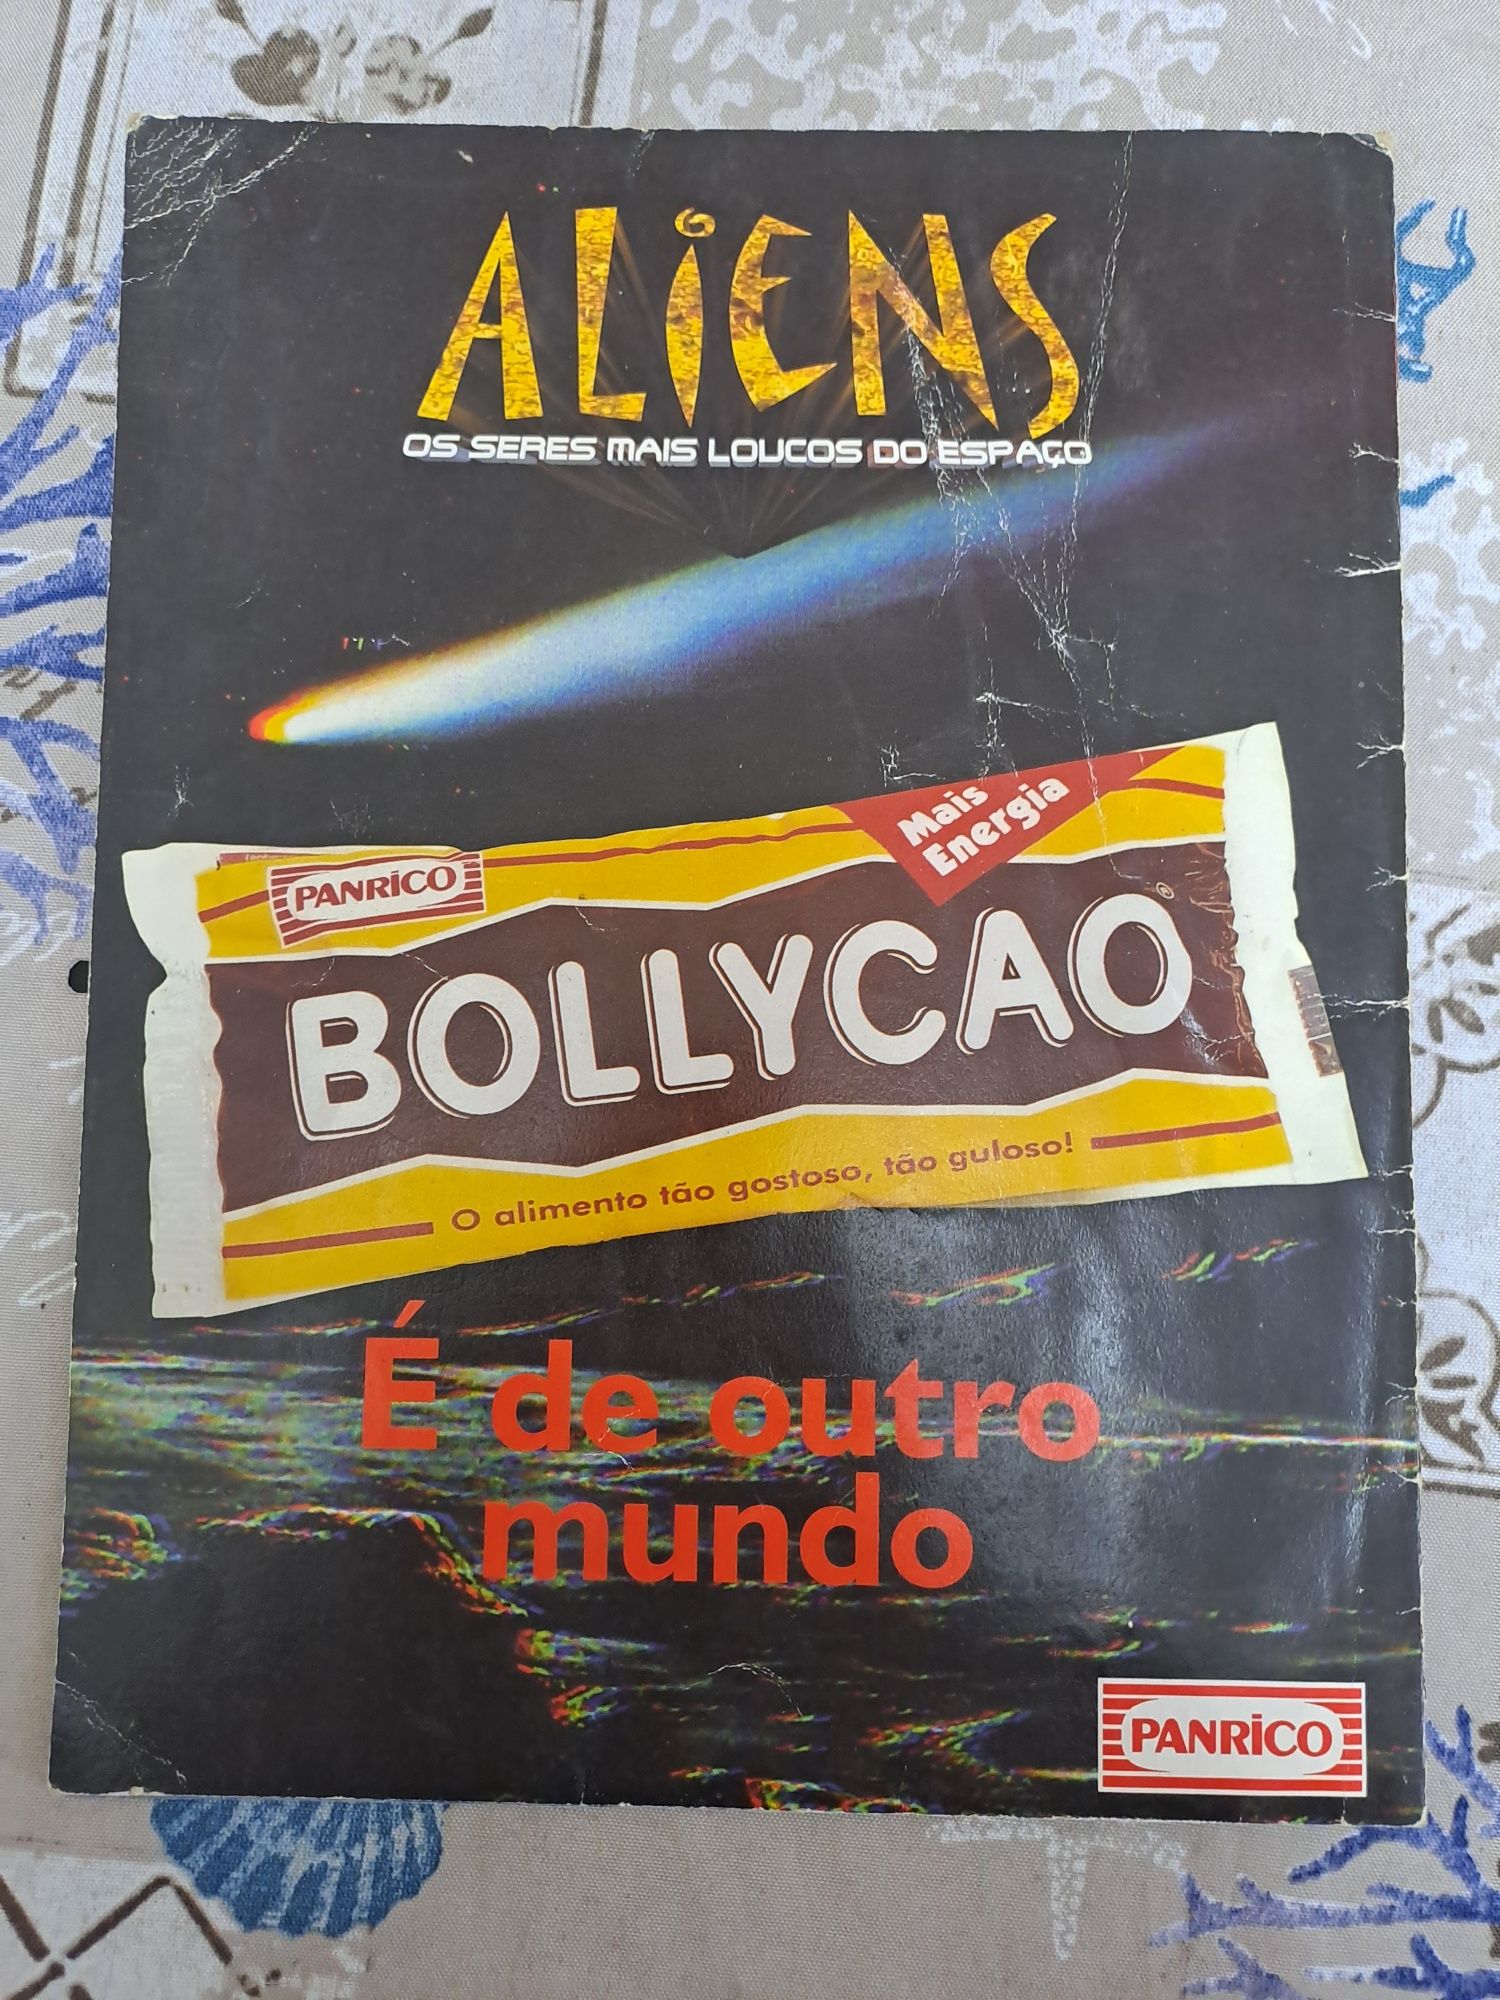 ALiENS
OS SERES MAIS LOUCOS DO ESPAÇO
Mais
Energia
PANRiCO
BOLLYCAO®
O alimento tão gostoso, tão guloso!
É de outro
mundo
PANRiCO